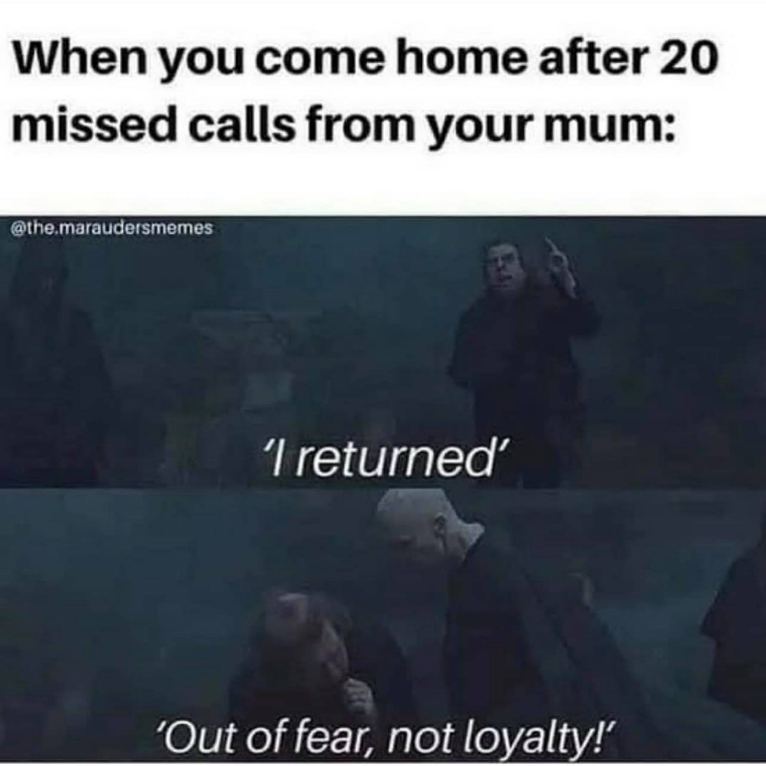 When you come home after 20
missed calls from your mum:
@the.maraudersmemes
'I returned'
'Out of fear, not loyalty!'